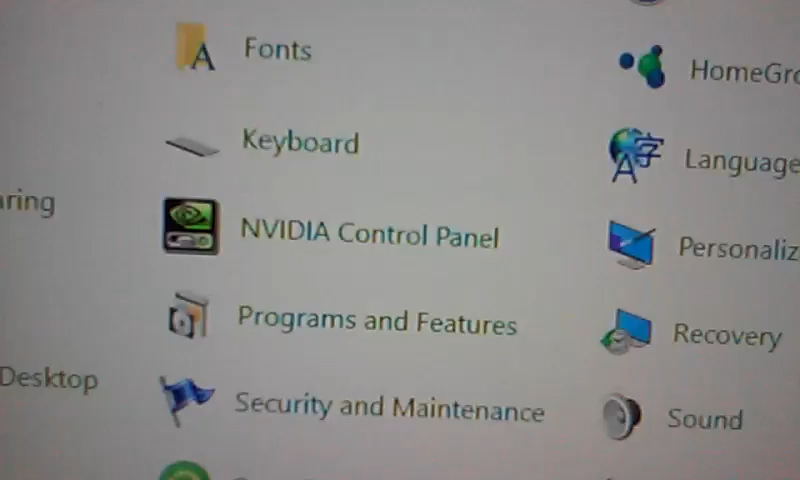 Fonts
HomeGro
Keyboard
Language
aring
NVIDIA Control Panel
Personaliz
Programs and Features
Recovery
Desktop
Security and Maintenance
Sound